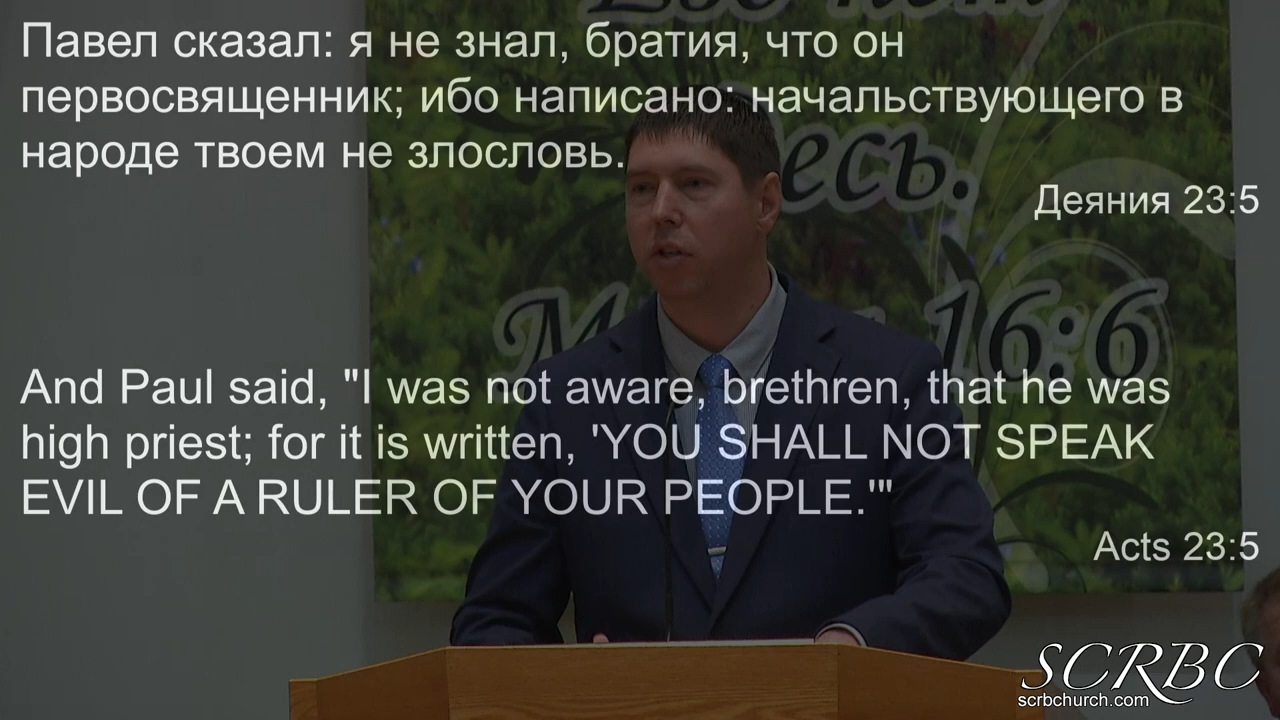 Павел сказал: я не знал, братия, что он
первосвященник; ибо написано: начальствующего в
народе твоем не злословь.
Деяния 23:5
And Paul said, "I was not aware, brethren, that he was
high priest; for it is written, 'YOU SHALL NOT SPEAK
EVIL OF A RULER OF YOUR PEOPLE.'"
Acts 23:5
16:6
SCRBC
scrbchurch.com